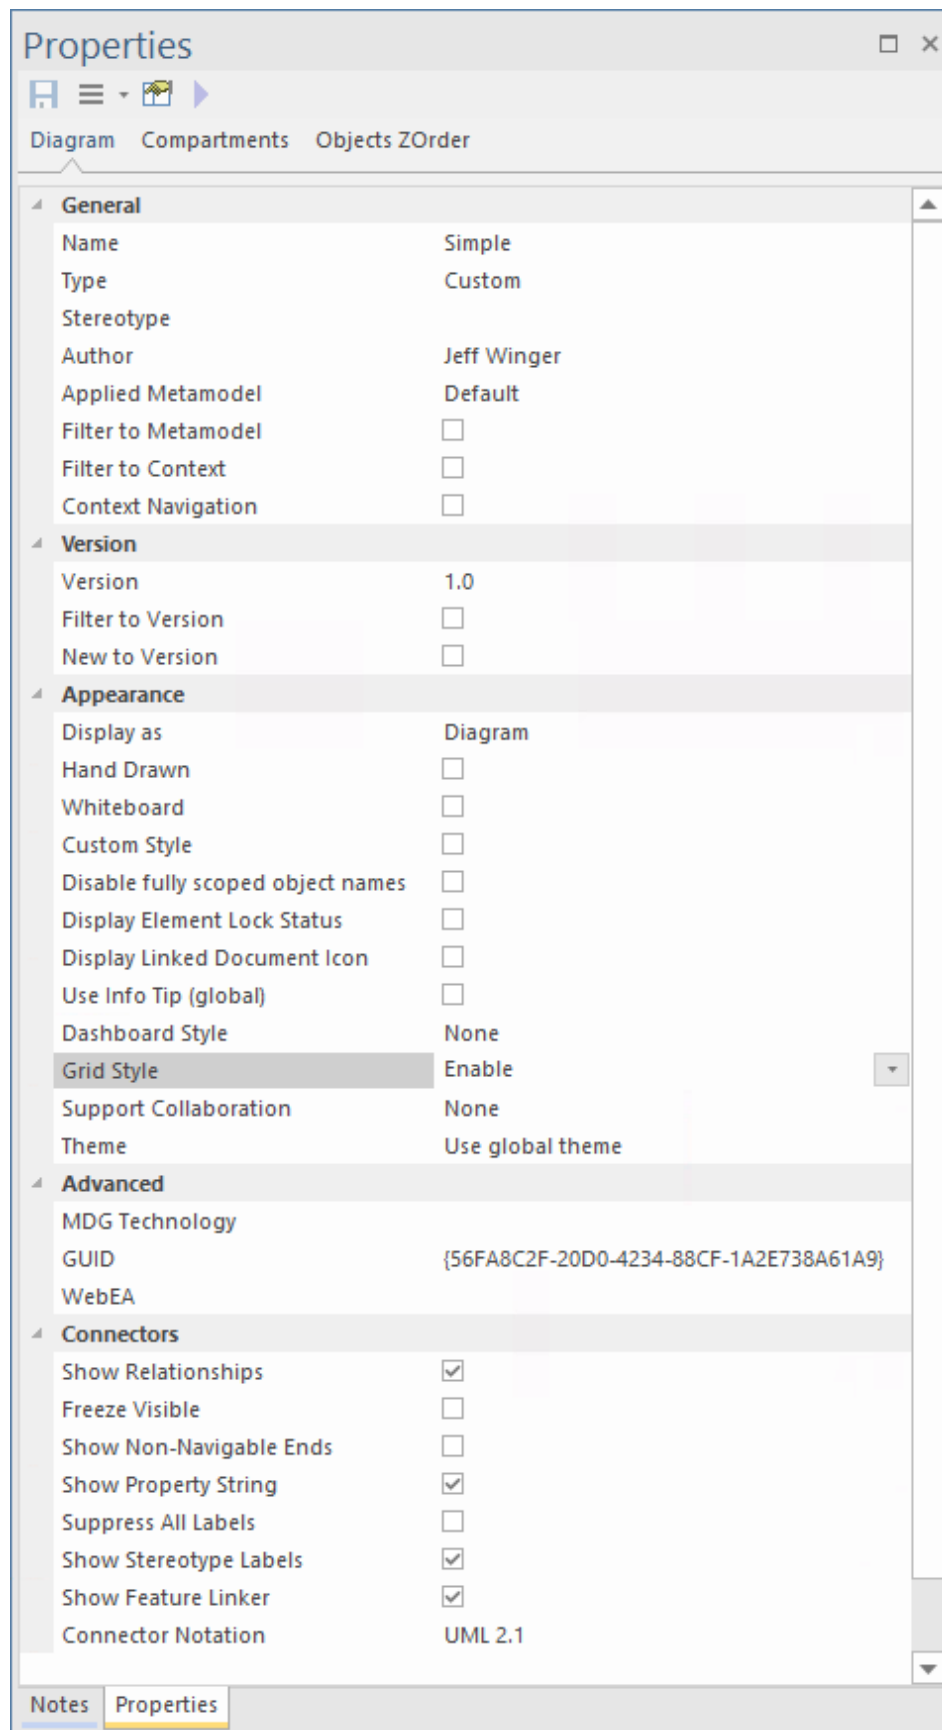 Properties
Diagram Compartments Objects ZOrder
General
Name Simple
Type Custom
Stereotype
Author Jeff Winger
Applied Metamodel Default
Filter to Metamodel
Filter to Context
Context Navigation
Version
Version 1.0
Filter to Version
New to Version
Appearance
Display as Diagram
Hand Drawn
Whiteboard
Custom Style
Disable fully scoped object names
Display Element Lock Status
Display Linked Document Icon
Use Info Tip (global)
Dashboard Style None
Grid Style Enable
Support Collaboration None
Theme Use global theme
Advanced
MDG Technology
GUID {56FA8C2F-20D0-4234-88CF-1A2E738A61A9}
WebEA
Connectors
Show Relationships
Freeze Visible
Show Non-Navigable Ends
Show Property String
Suppress All Labels
Show Stereotype Labels
Show Feature Linker
Connector Notation UML 2.1
Notes Properties